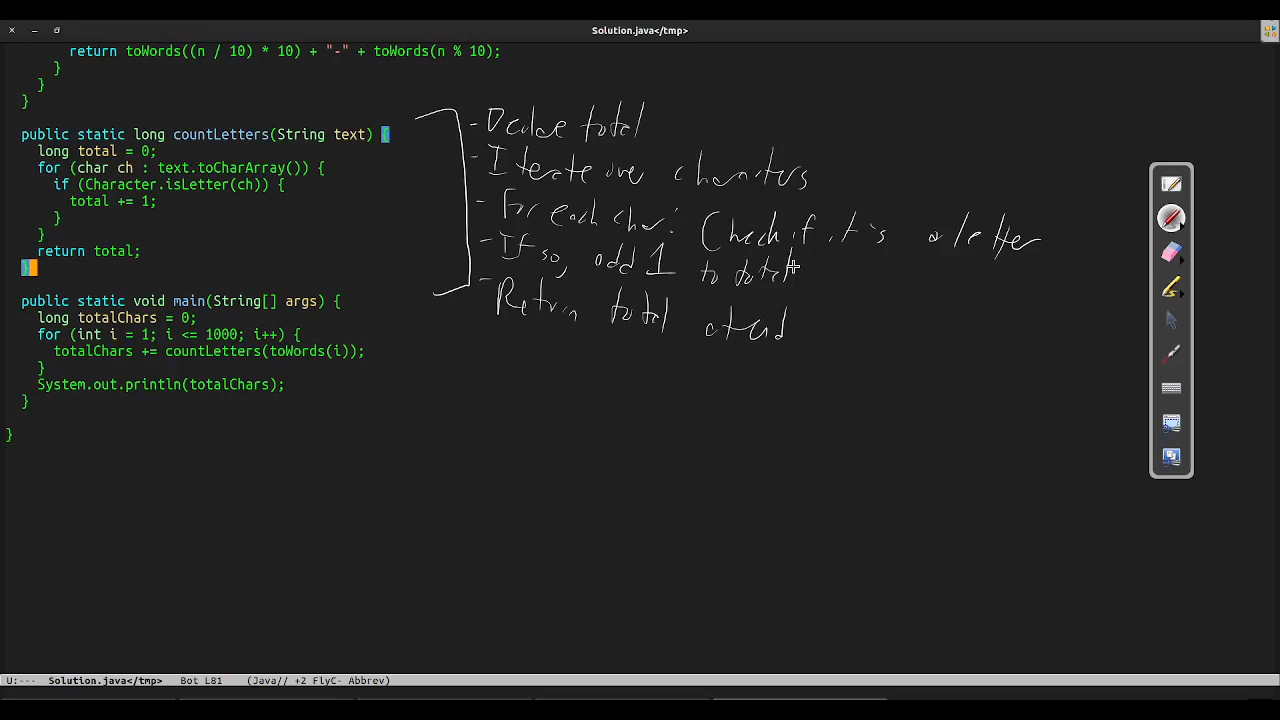 Solution.java</tmp>
return toWords((n / 10) * 10) + "-" + toWords(n % 10);
}
}
}
public static long countLetters(String text) {
long total = 0;
for (char ch : text.toCharArray()) {
if (Character.isLetter(ch)) {
total += 1;
}
}
return total;
}
public static void main(String[] args) {
long totalChars = 0;
for (int i = 1; i <= 1000; i++) {
totalChars += countLetters(toWords(i));
}
System.out.println(totalChars);
}
}
- Declare total
- Iterate over characters
- For each char: Check if it is a letter
- If so, add 1 to total
- Return total at end
U:--- Solution.java</tmp> Bot L81 (Java// +2 FlyC- Abbrev)